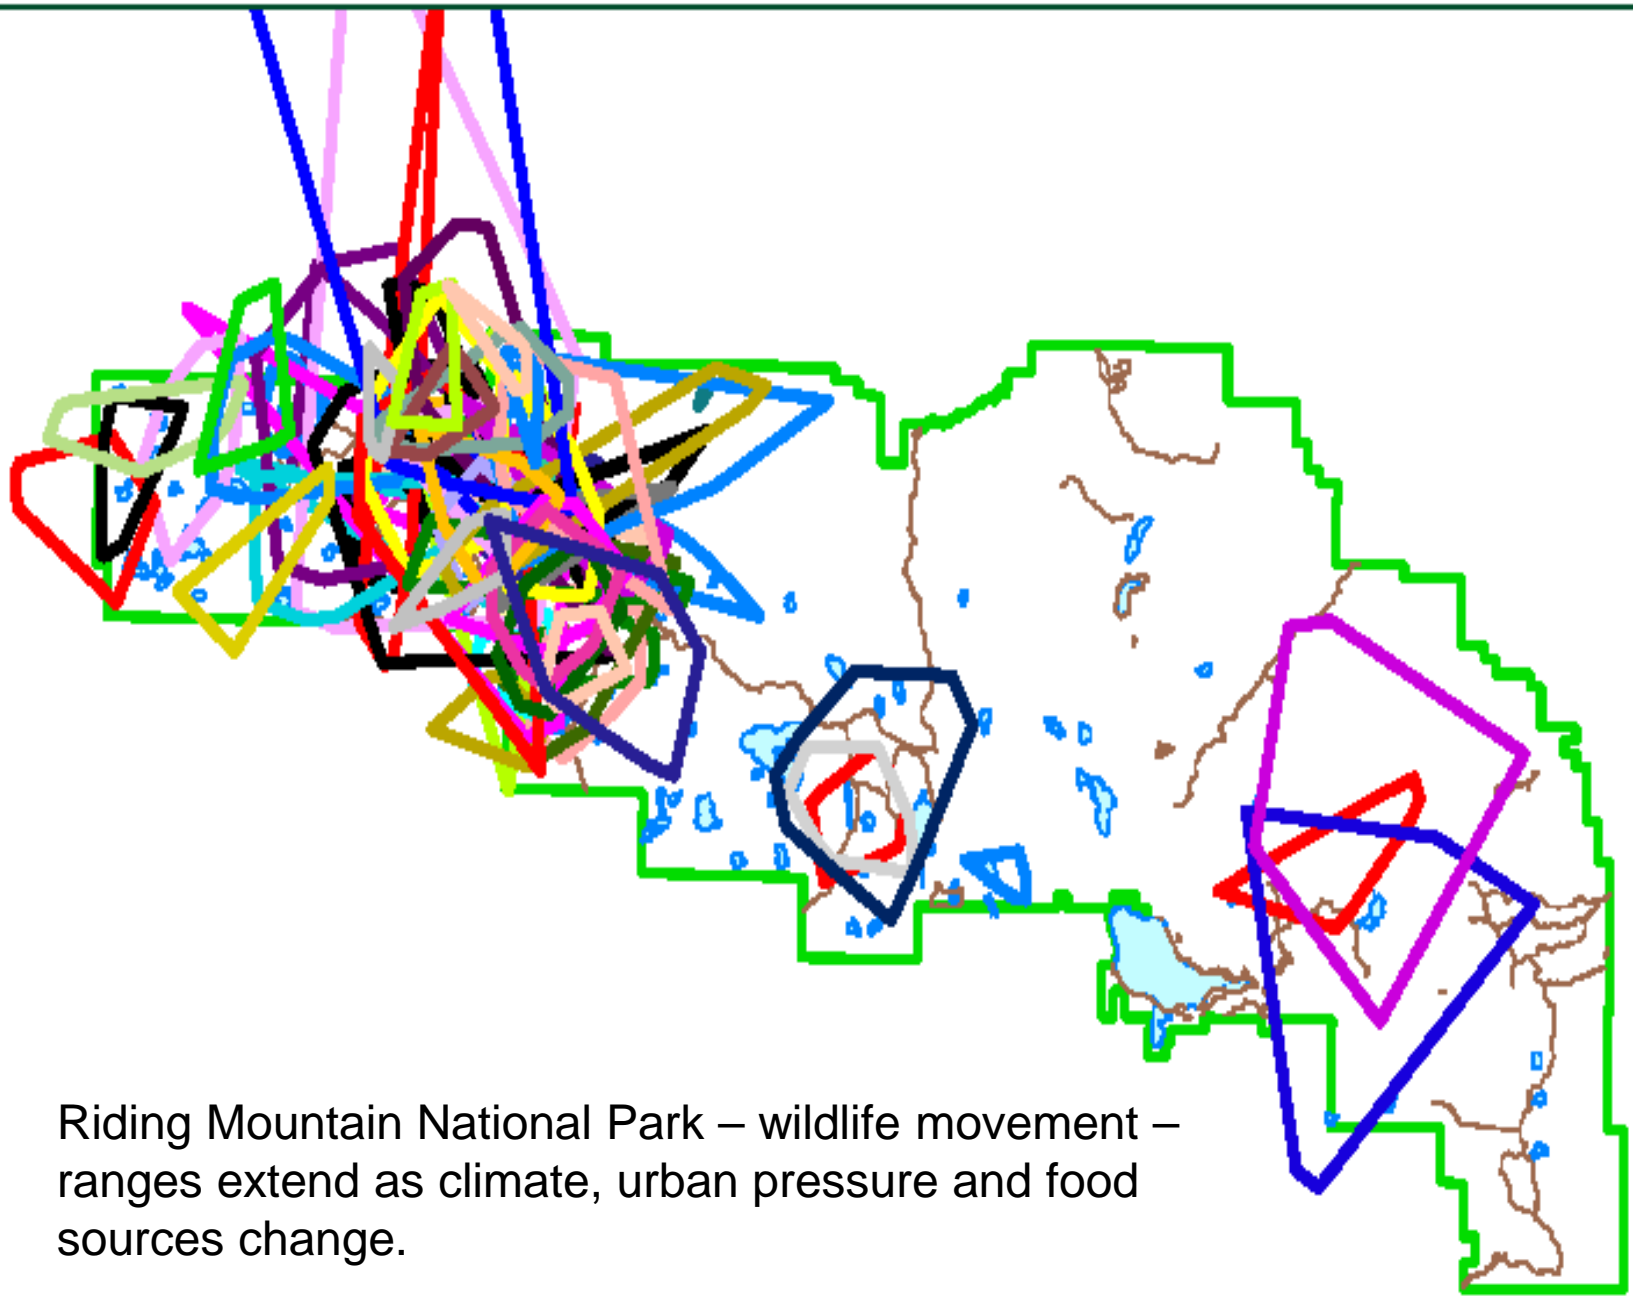 Riding Mountain National Park – wildlife movement –
ranges extend as climate, urban pressure and food
sources change.